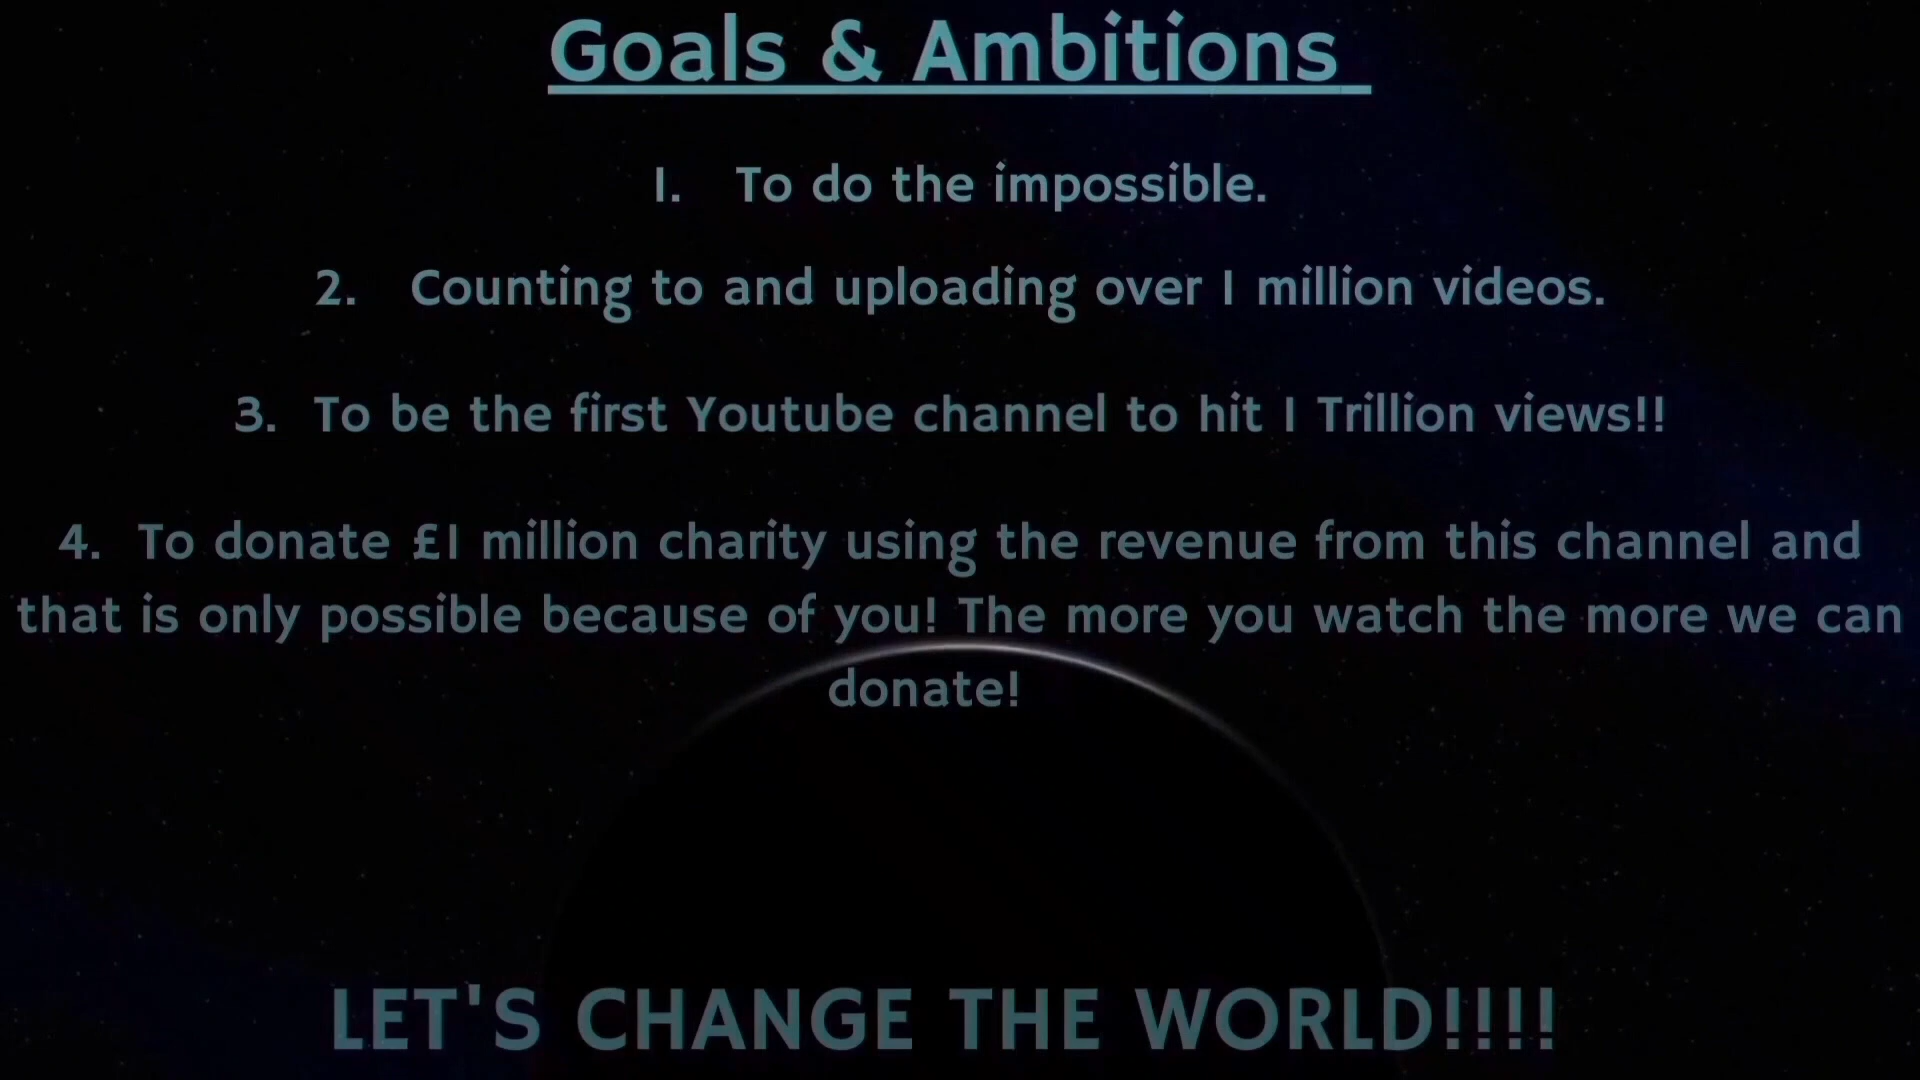 Goals & Ambitions
1. To do the impossible.
2. Counting to and uploading over 1 million videos.
3. To be the first Youtube channel to hit 1 Trillion views!!
4. To donate £1 million charity using the revenue from this channel and
that is only possible because of you! The more you watch the more we can
donate!
LET'S CHANGE THE WORLD!!!!